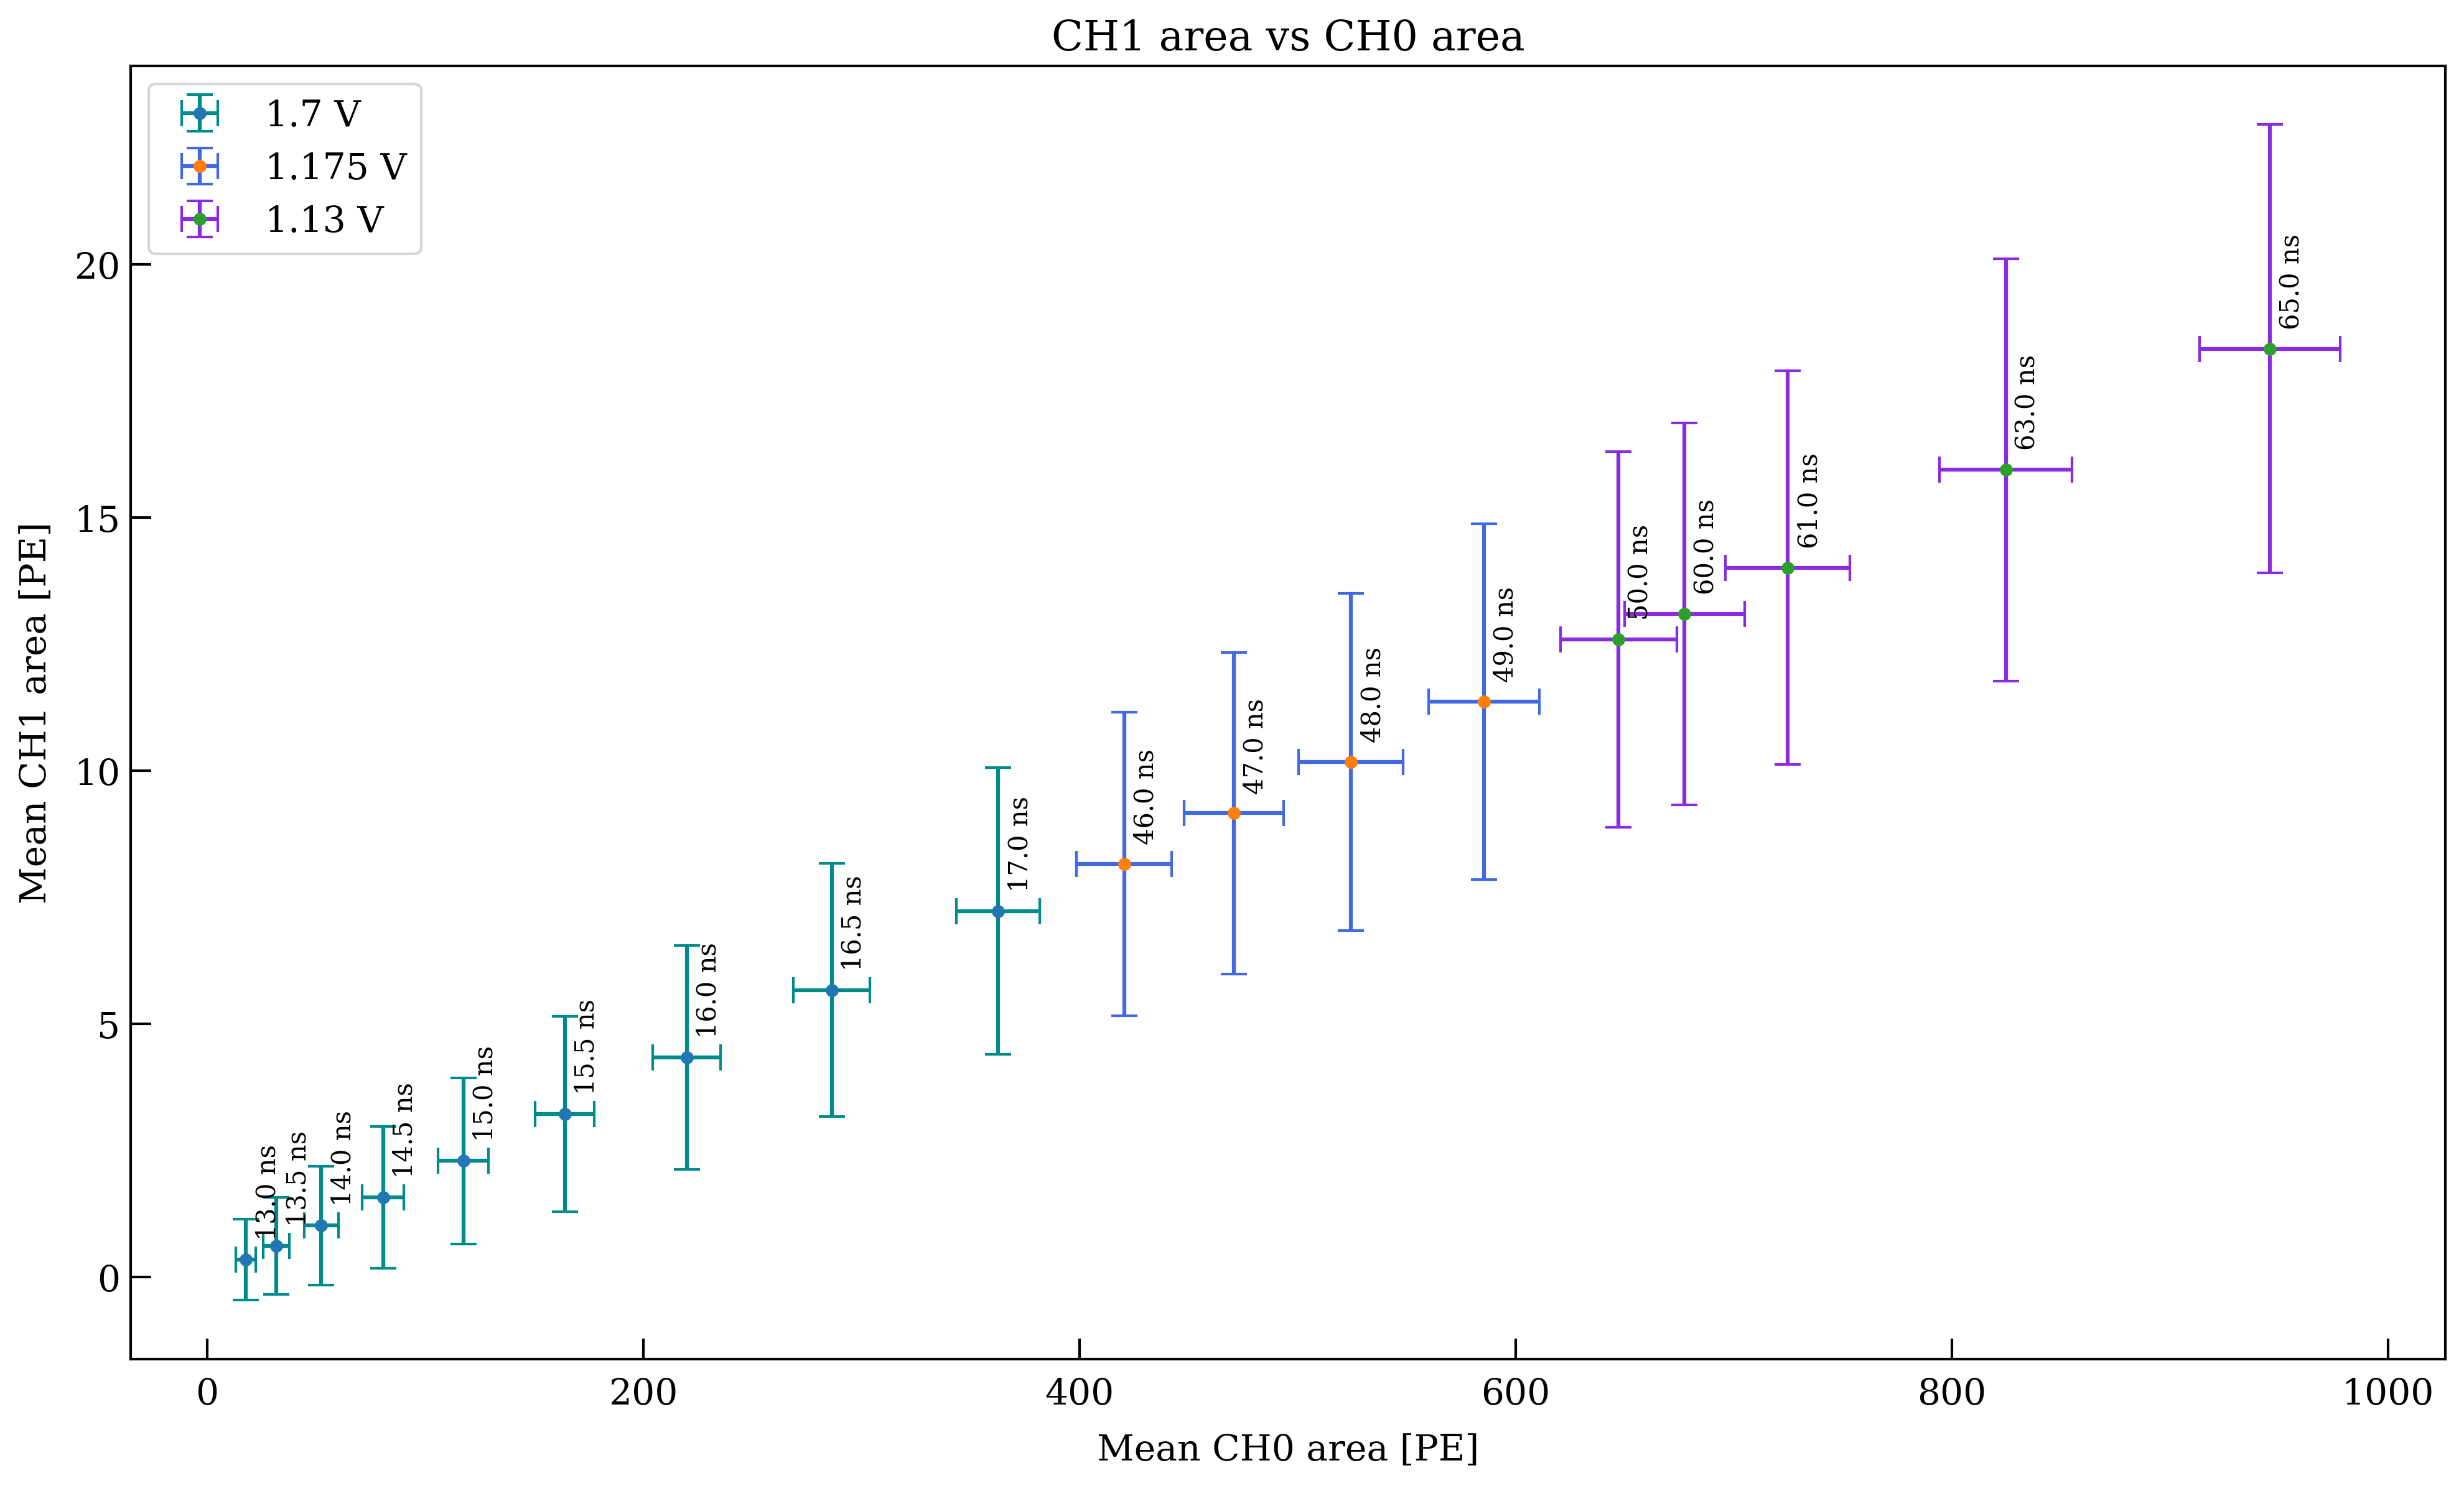 CH1 area vs CH0 area
1.7 V
1.175 V
1.13 V
Mean CH1 area [PE]
20
15
10
5
0
13.0 ns
13.5 ns
14.0 ns
14.5 ns
15.0 ns
15.5 ns
16.0 ns
16.5 ns
17.0 ns
46.0 ns
47.0 ns
48.0 ns
49.0 ns
50.0 ns
60.0 ns
61.0 ns
63.0 ns
65.0 ns
0
200
400
600
800
1000
Mean CH0 area [PE]